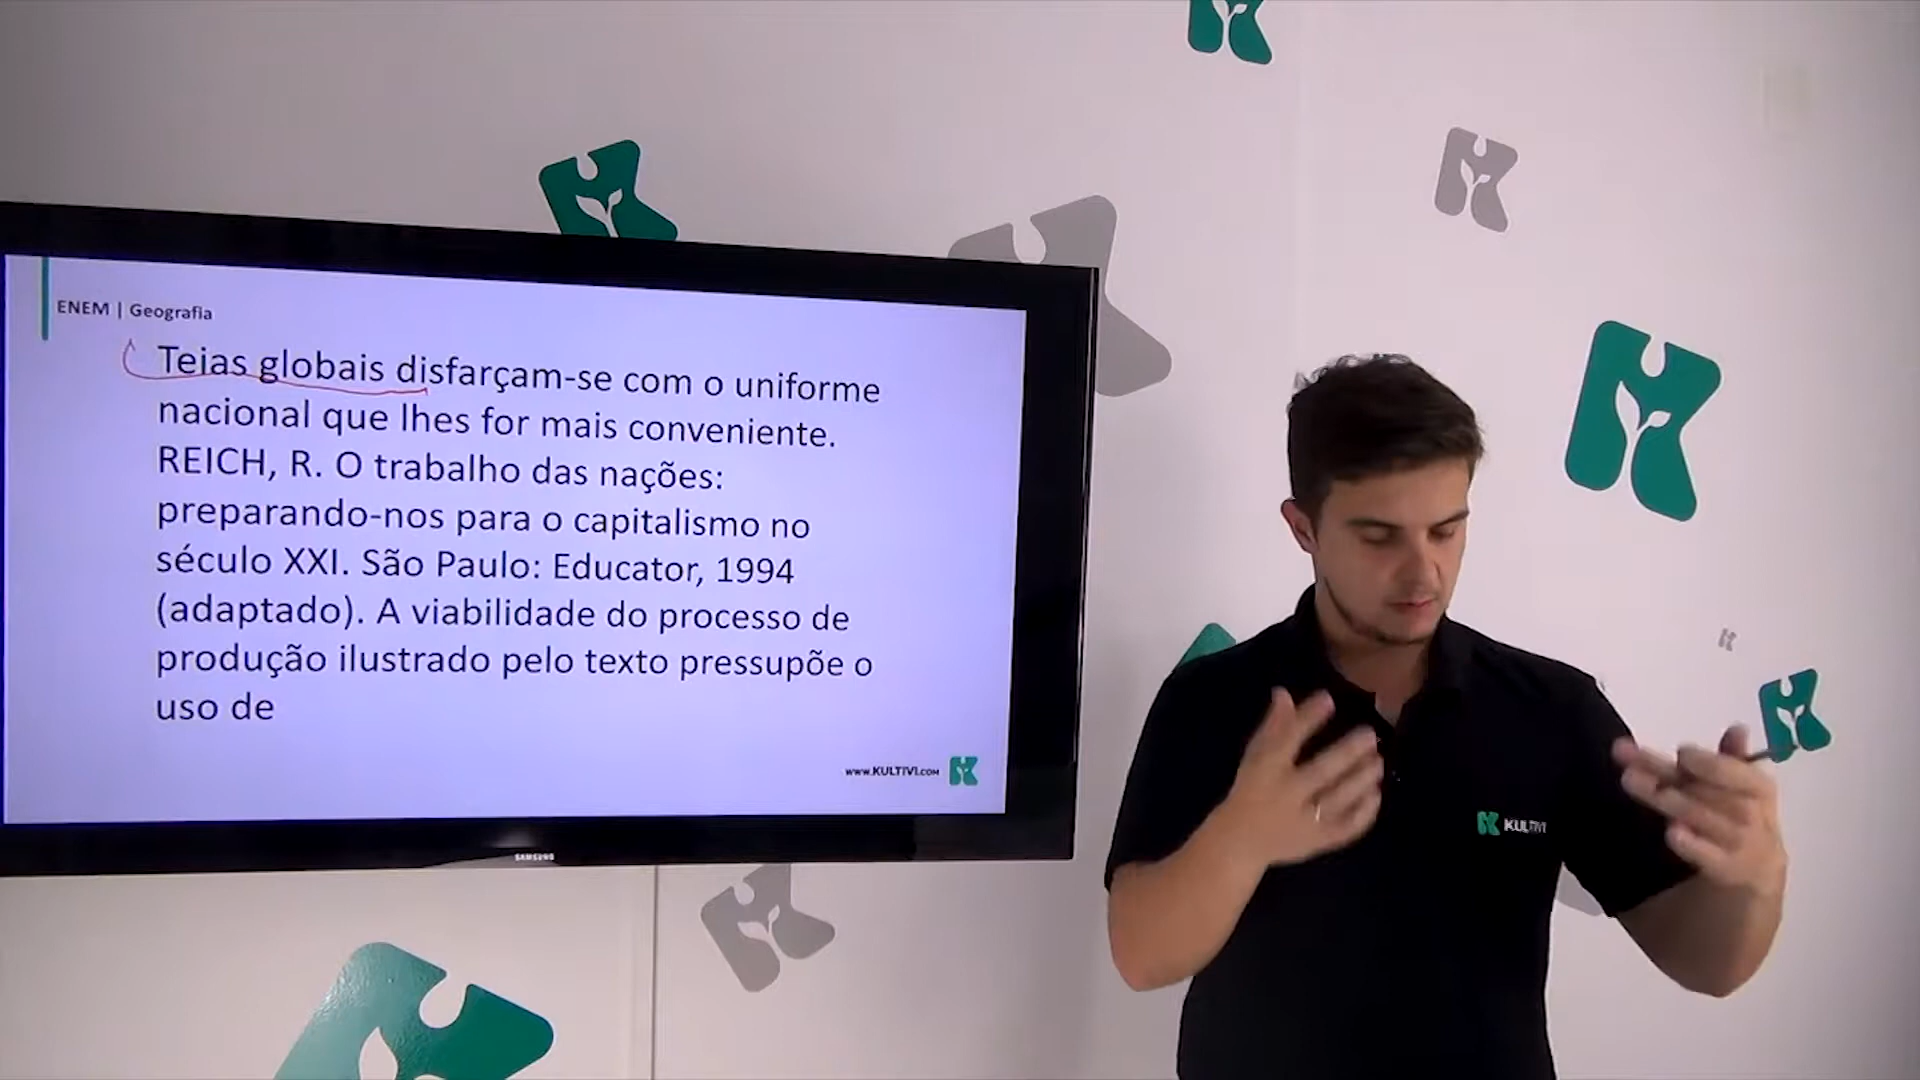 ENEM | Geografia
Teias globais disfarçam-se com o uniforme
nacional que lhes for mais conveniente.
REICH, R. O trabalho das nações:
preparando-nos para o capitalismo no
século XXI. São Paulo: Educator, 1994
(adaptado). A viabilidade do processo de
produção ilustrado pelo texto pressupõe o
uso de
www.KULTIVI.COM
SAMSUNG
KULTIVI